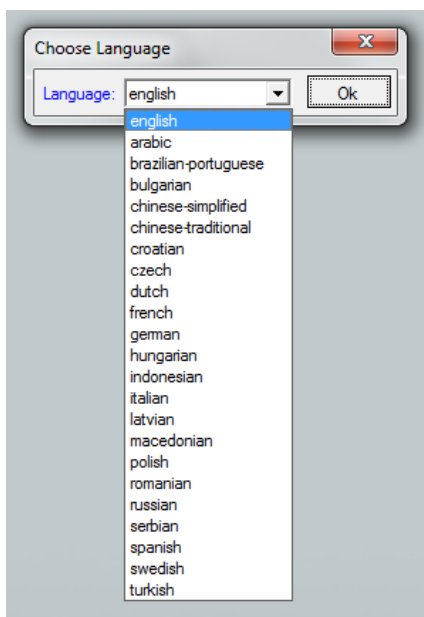 Choose Language
Language: english Ok
english
arabic
brazilian-portuguese
bulgarian
chinese-simplified
chinese-traditional
croatian
czech
dutch
french
german
hungarian
indonesian
italian
latvian
macedonian
polish
romanian
russian
serbian
spanish
swedish
turkish